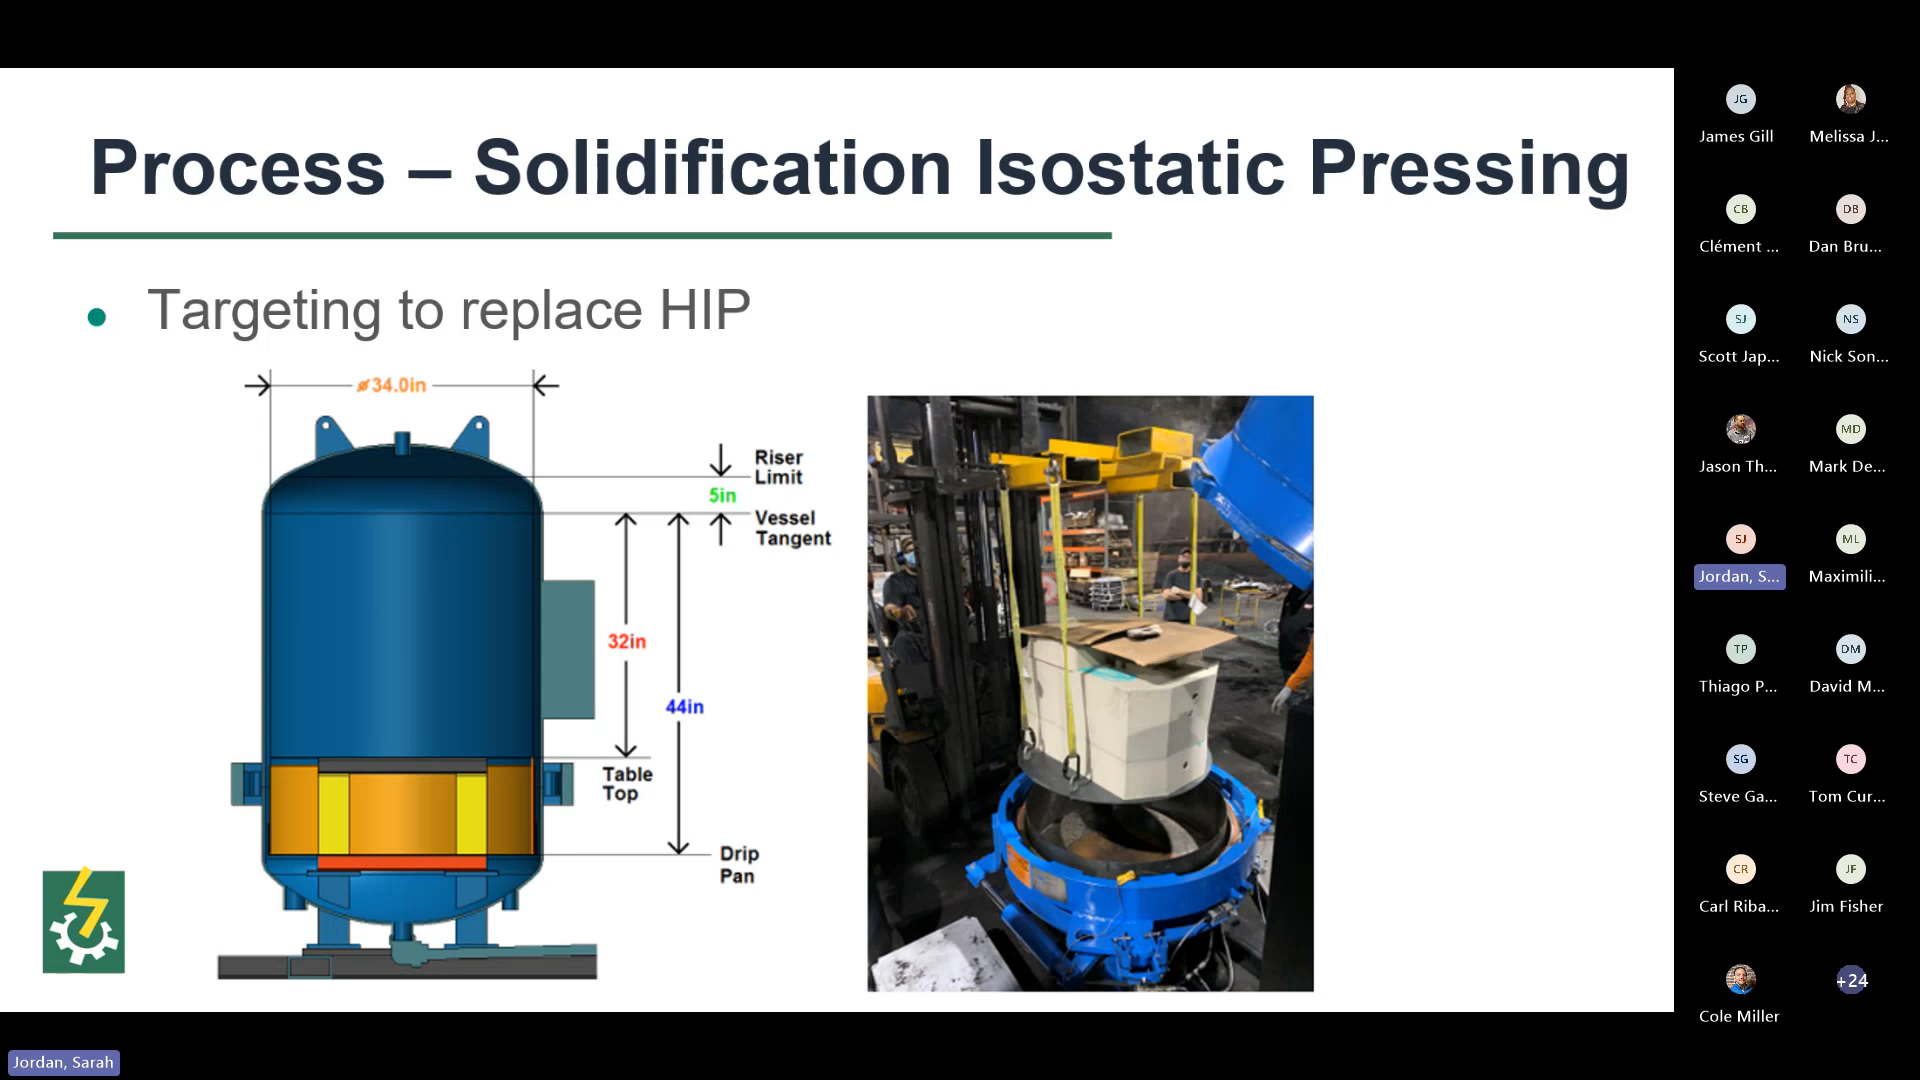 Process – Solidification Isostatic Pressing
Targeting to replace HIP
⌀34.0in
Riser
Limit
5in
Vessel
Tangent
32in
44in
Table
Top
Drip
Pan
JG
James Gill
Melissa J...
CB
Clément ...
DB
Dan Bru...
SJ
Scott Jap...
NS
Nick Son...
Jason Th...
MD
Mark De...
SJ
Jordan, S...
ML
Maximili...
TP
Thiago P...
DM
David M...
SG
Steve Ga...
TC
Tom Cur...
CR
Carl Riba...
JF
Jim Fisher
Cole Miller
+24
Jordan, Sarah